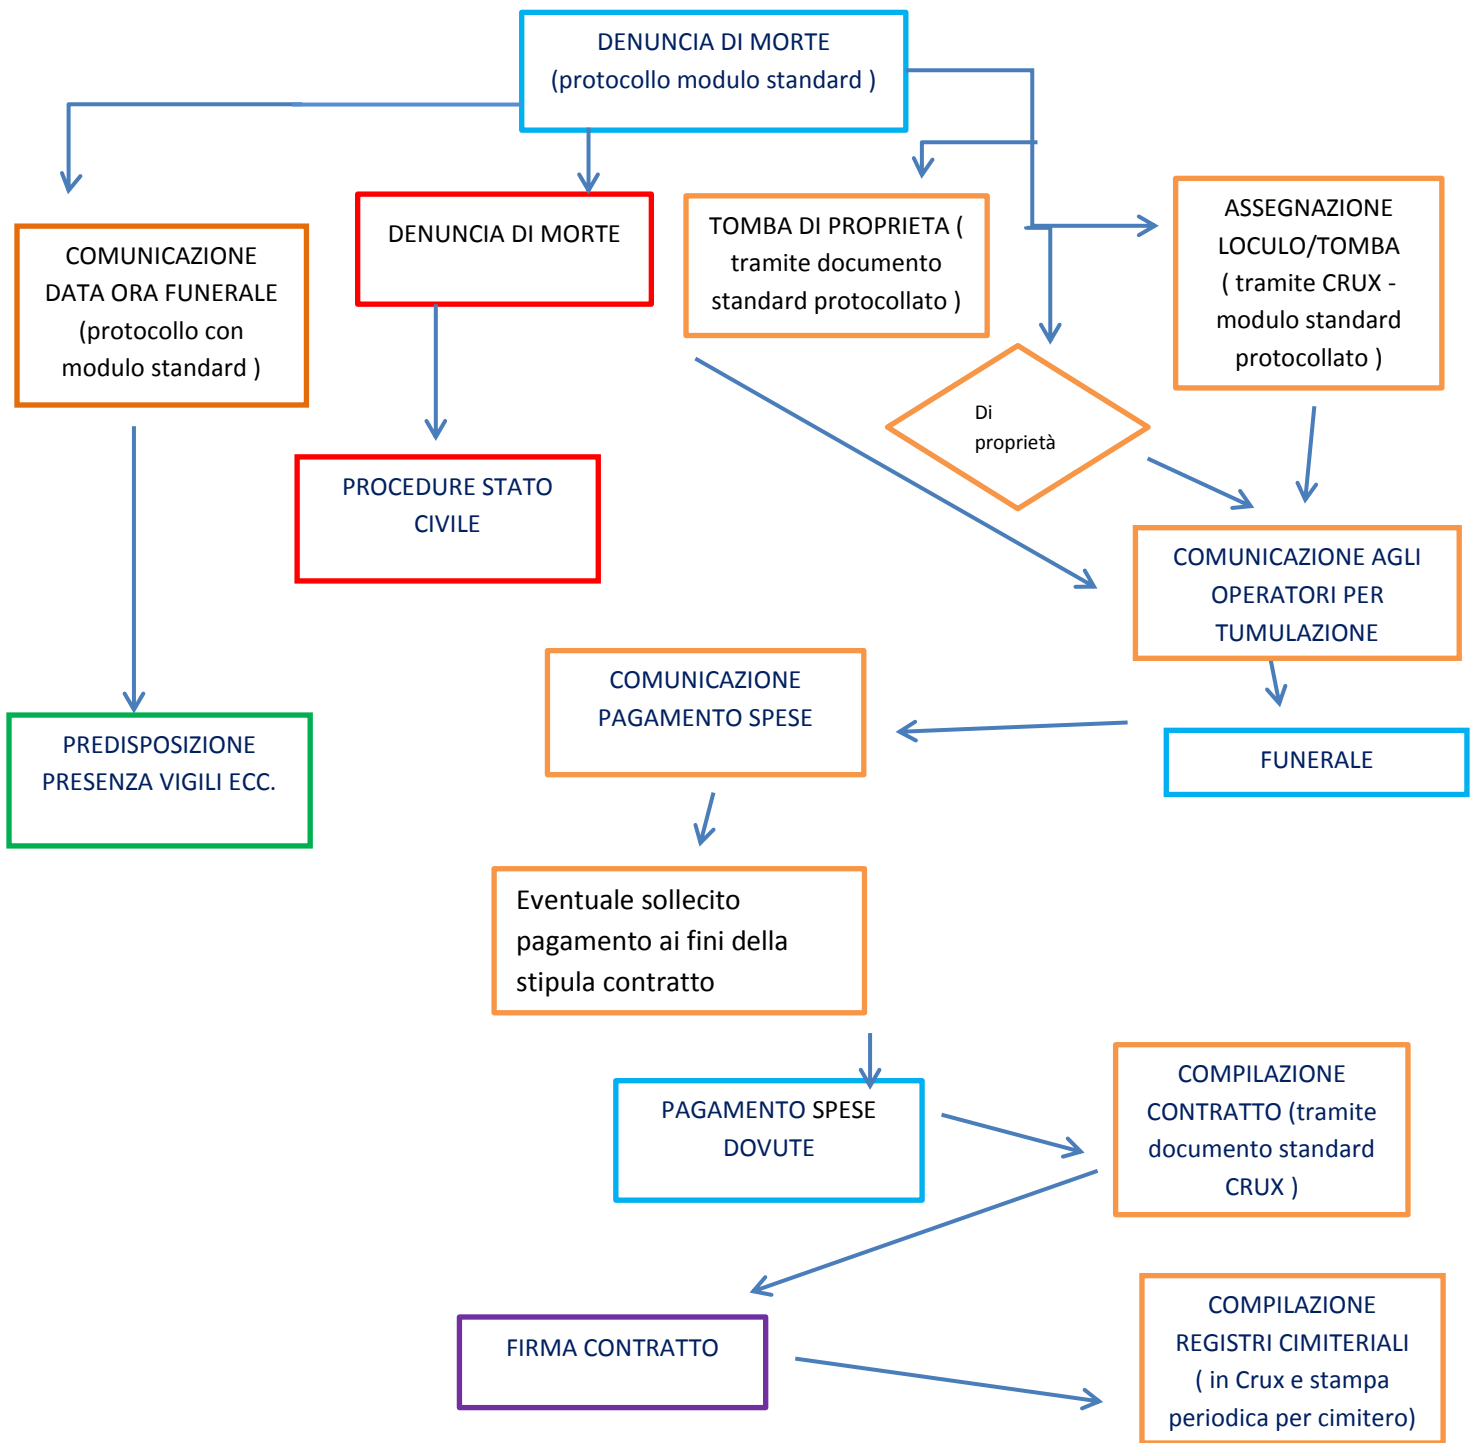 DENUNCIA DI MORTE
(protocollo modulo standard )
COMUNICAZIONE
DATA ORA FUNERALE
(protocollo con
modulo standard )
DENUNCIA DI MORTE
TOMBA DI PROPRIETA (
tramite documento
standard protocollato )
ASSEGNAZIONE
LOCULO/TOMBA
( tramite CRUX -
modulo standard
protocollato )
Di
proprietà
PROCEDURE STATO
CIVILE
COMUNICAZIONE AGLI
OPERATORI PER
TUMULAZIONE
COMUNICAZIONE
PAGAMENTO SPESE
PREDISPOSIZIONE
PRESENZA VIGILI ECC.
FUNERALE
Eventuale sollecito
pagamento ai fini della
stipula contratto
PAGAMENTO SPESE
DOVUTE
COMPILAZIONE
CONTRATTO (tramite
documento standard
CRUX )
FIRMA CONTRATTO
COMPILAZIONE
REGISTRI CIMITERIALI
( in Crux e stampa
periodica per cimitero)